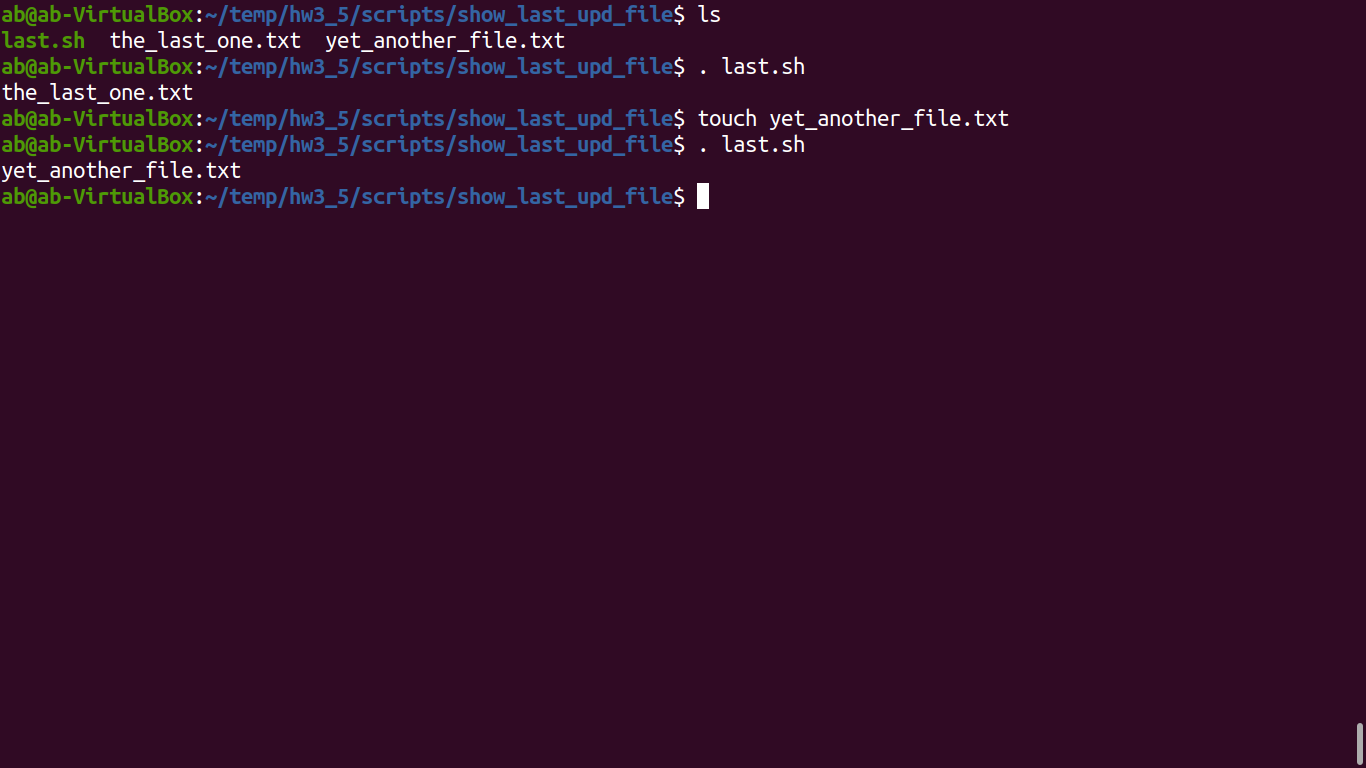 ab@ab-VirtualBox:~/temp/hw3_5/scripts/show_last_upd_file$ ls
last.sh  the_last_one.txt  yet_another_file.txt
ab@ab-VirtualBox:~/temp/hw3_5/scripts/show_last_upd_file$ . last.sh
the_last_one.txt
ab@ab-VirtualBox:~/temp/hw3_5/scripts/show_last_upd_file$ touch yet_another_file.txt
ab@ab-VirtualBox:~/temp/hw3_5/scripts/show_last_upd_file$ . last.sh
yet_another_file.txt
ab@ab-VirtualBox:~/temp/hw3_5/scripts/show_last_upd_file$